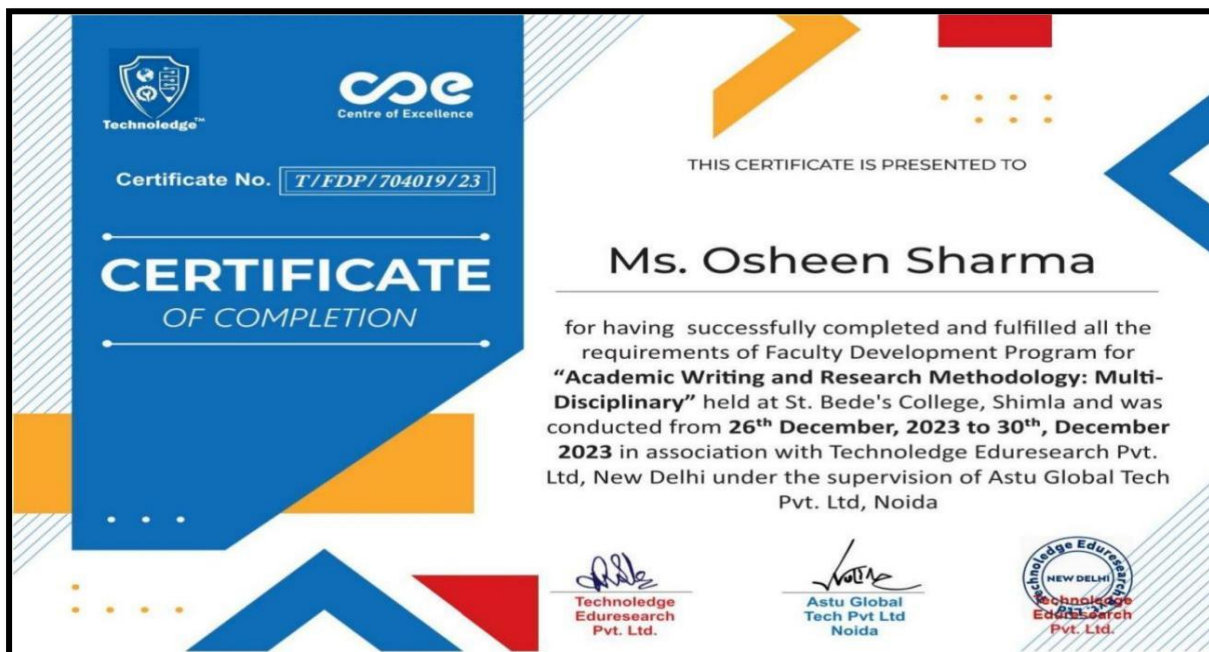 Technoledge™
coe
Centre of Excellence
Certificate No. T/FDP/704019/23
CERTIFICATE
OF COMPLETION
THIS CERTIFICATE IS PRESENTED TO
Ms. Osheen Sharma
for having successfully completed and fulfilled all the
requirements of Faculty Development Program for
“Academic Writing and Research Methodology: Multi-
Disciplinary” held at St. Bede's College, Shimla and was
conducted from 26th December, 2023 to 30th, December
2023 in association with Technoledge Eduresearch Pvt.
Ltd, New Delhi under the supervision of Astu Global Tech
Pvt. Ltd, Noida
Technoledge
Eduresearch
Pvt. Ltd.
Astu Global
Tech Pvt Ltd
Noida
Technoledge Eduresearch Pvt. Ltd
NEW DELHI
Technoledge
Eduresearch
Pvt. Ltd.